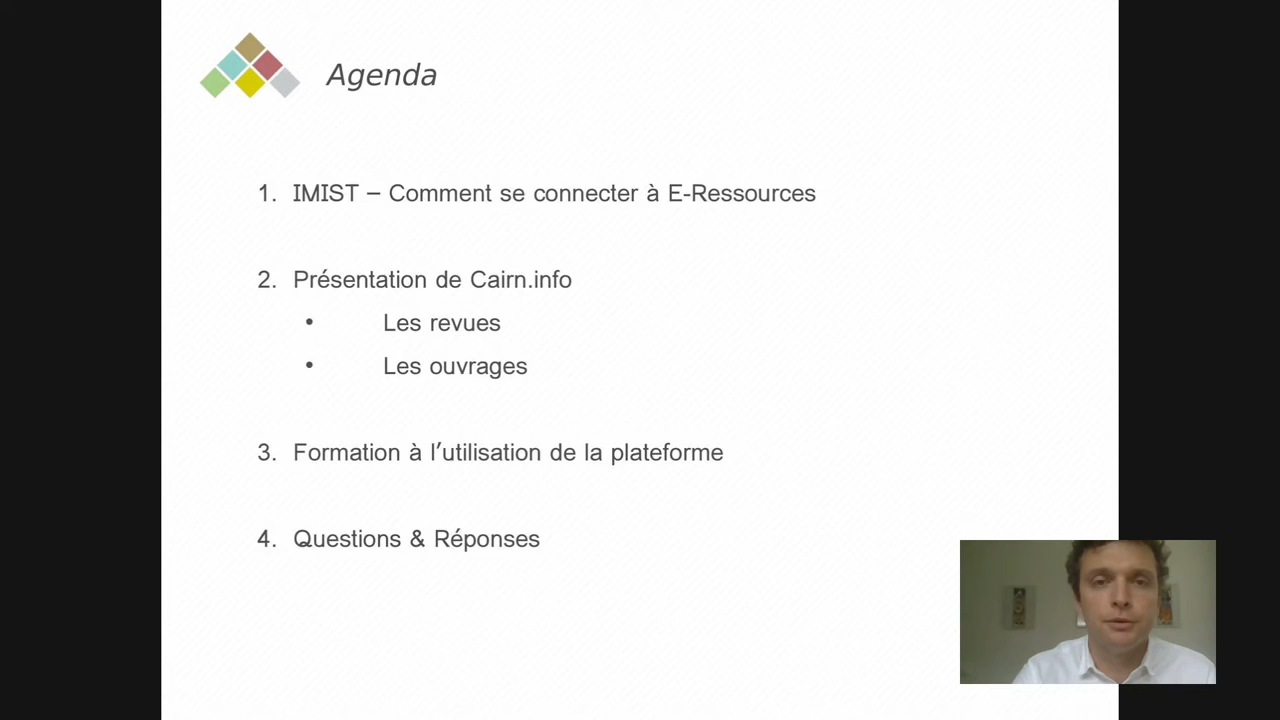 Agenda
1. IMIST – Comment se connecter à E-Ressources
2. Présentation de Cairn.info
• Les revues
• Les ouvrages
3. Formation à l’utilisation de la plateforme
4. Questions & Réponses